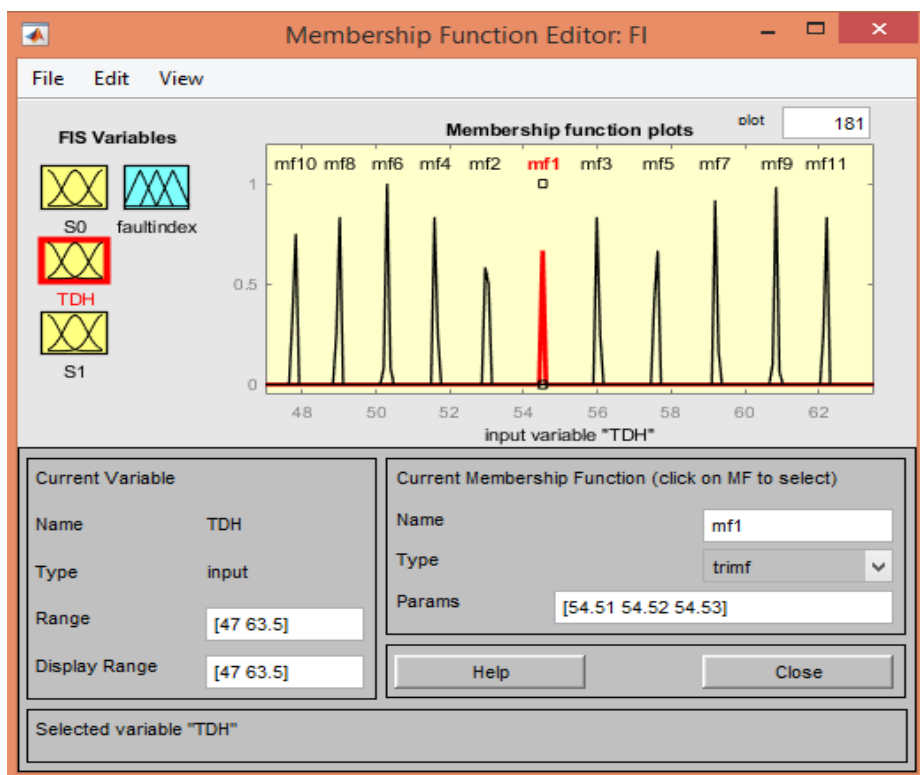 Membership Function Editor: FI
File Edit View
FIS Variables
Membership function plots
plot
181
mf10 mf8 mf6 mf4 mf2 mf1 mf3 mf5 mf7 mf9 mf11
1
0.5
0
48 50 52 54 56 58 60 62
input variable "TDH"
S0 faultindex
TDH
S1
Current Variable
Name TDH
Type input
Range [47 63.5]
Display Range [47 63.5]
Current Membership Function (click on MF to select)
Name mf1
Type trimf
Params [54.51 54.52 54.53]
Help Close
Selected variable "TDH"